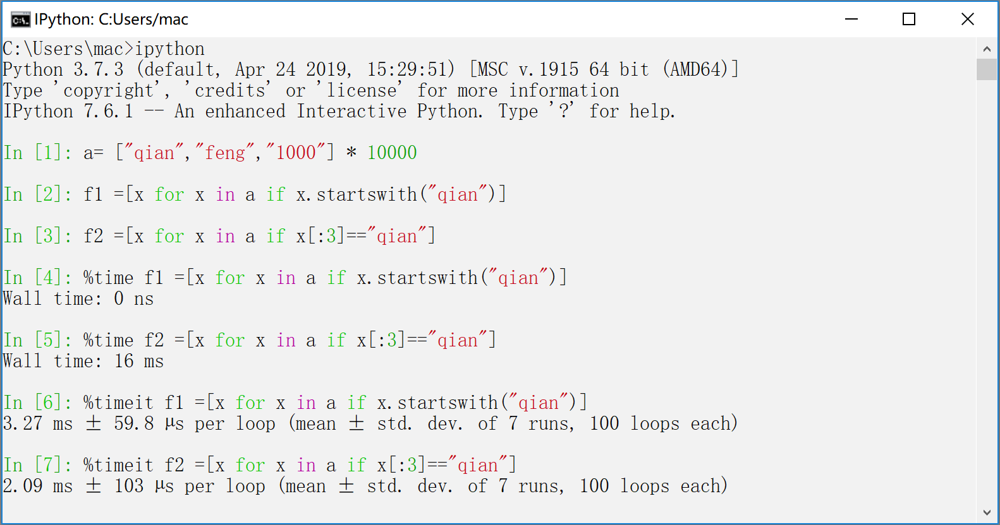 IPython: C:Users/mac
C:\Users\mac>ipython
Python 3.7.3 (default, Apr 24 2019, 15:29:51) [MSC v.1915 64 bit (AMD64)]
Type 'copyright', 'credits' or 'license' for more information
IPython 7.6.1 -- An enhanced Interactive Python. Type '?' for help.
In [1]: a= ["qian","feng","1000"] * 10000
In [2]: f1 =[x for x in a if x.startswith("qian")]
In [3]: f2 =[x for x in a if x[:3]=="qian"]
In [4]: %time f1 =[x for x in a if x.startswith("qian")]
Wall time: 0 ns
In [5]: %time f2 =[x for x in a if x[:3]=="qian"]
Wall time: 16 ms
In [6]: %timeit f1 =[x for x in a if x.startswith("qian")]
3.27 ms ± 59.8 μs per loop (mean ± std. dev. of 7 runs, 100 loops each)
In [7]: %timeit f2 =[x for x in a if x[:3]=="qian"]
2.09 ms ± 103 μs per loop (mean ± std. dev. of 7 runs, 100 loops each)